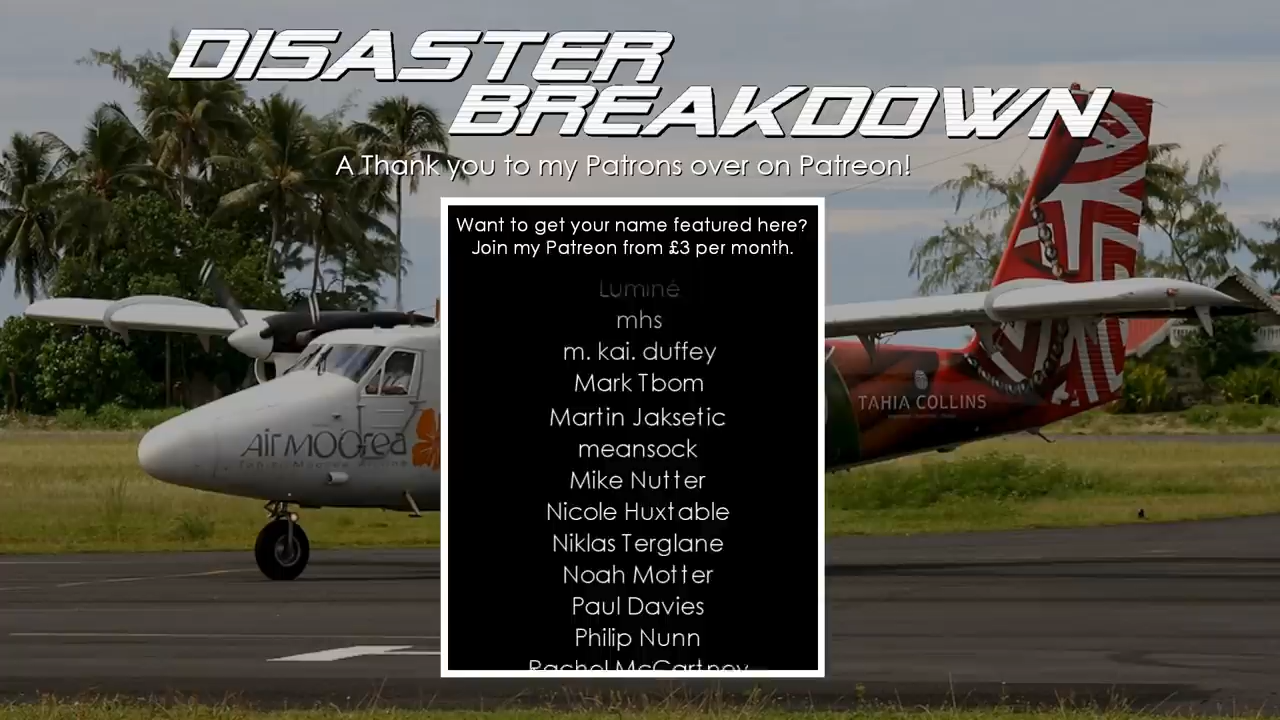 DISASTER
BREAKDOWN
A Thank you to my Patrons over on Patreon!
Want to get your name featured here?
Join my Patreon from £3 per month.
Luminé
mhs
m. kai. duffey
Mark Tbom
Martin Jaksetic
meansock
Mike Nutter
Nicole Huxtable
Niklas Terglane
Noah Motter
Paul Davies
Philip Nunn
Rachel McCartney
Air Moorea
TAHIA COLLINS